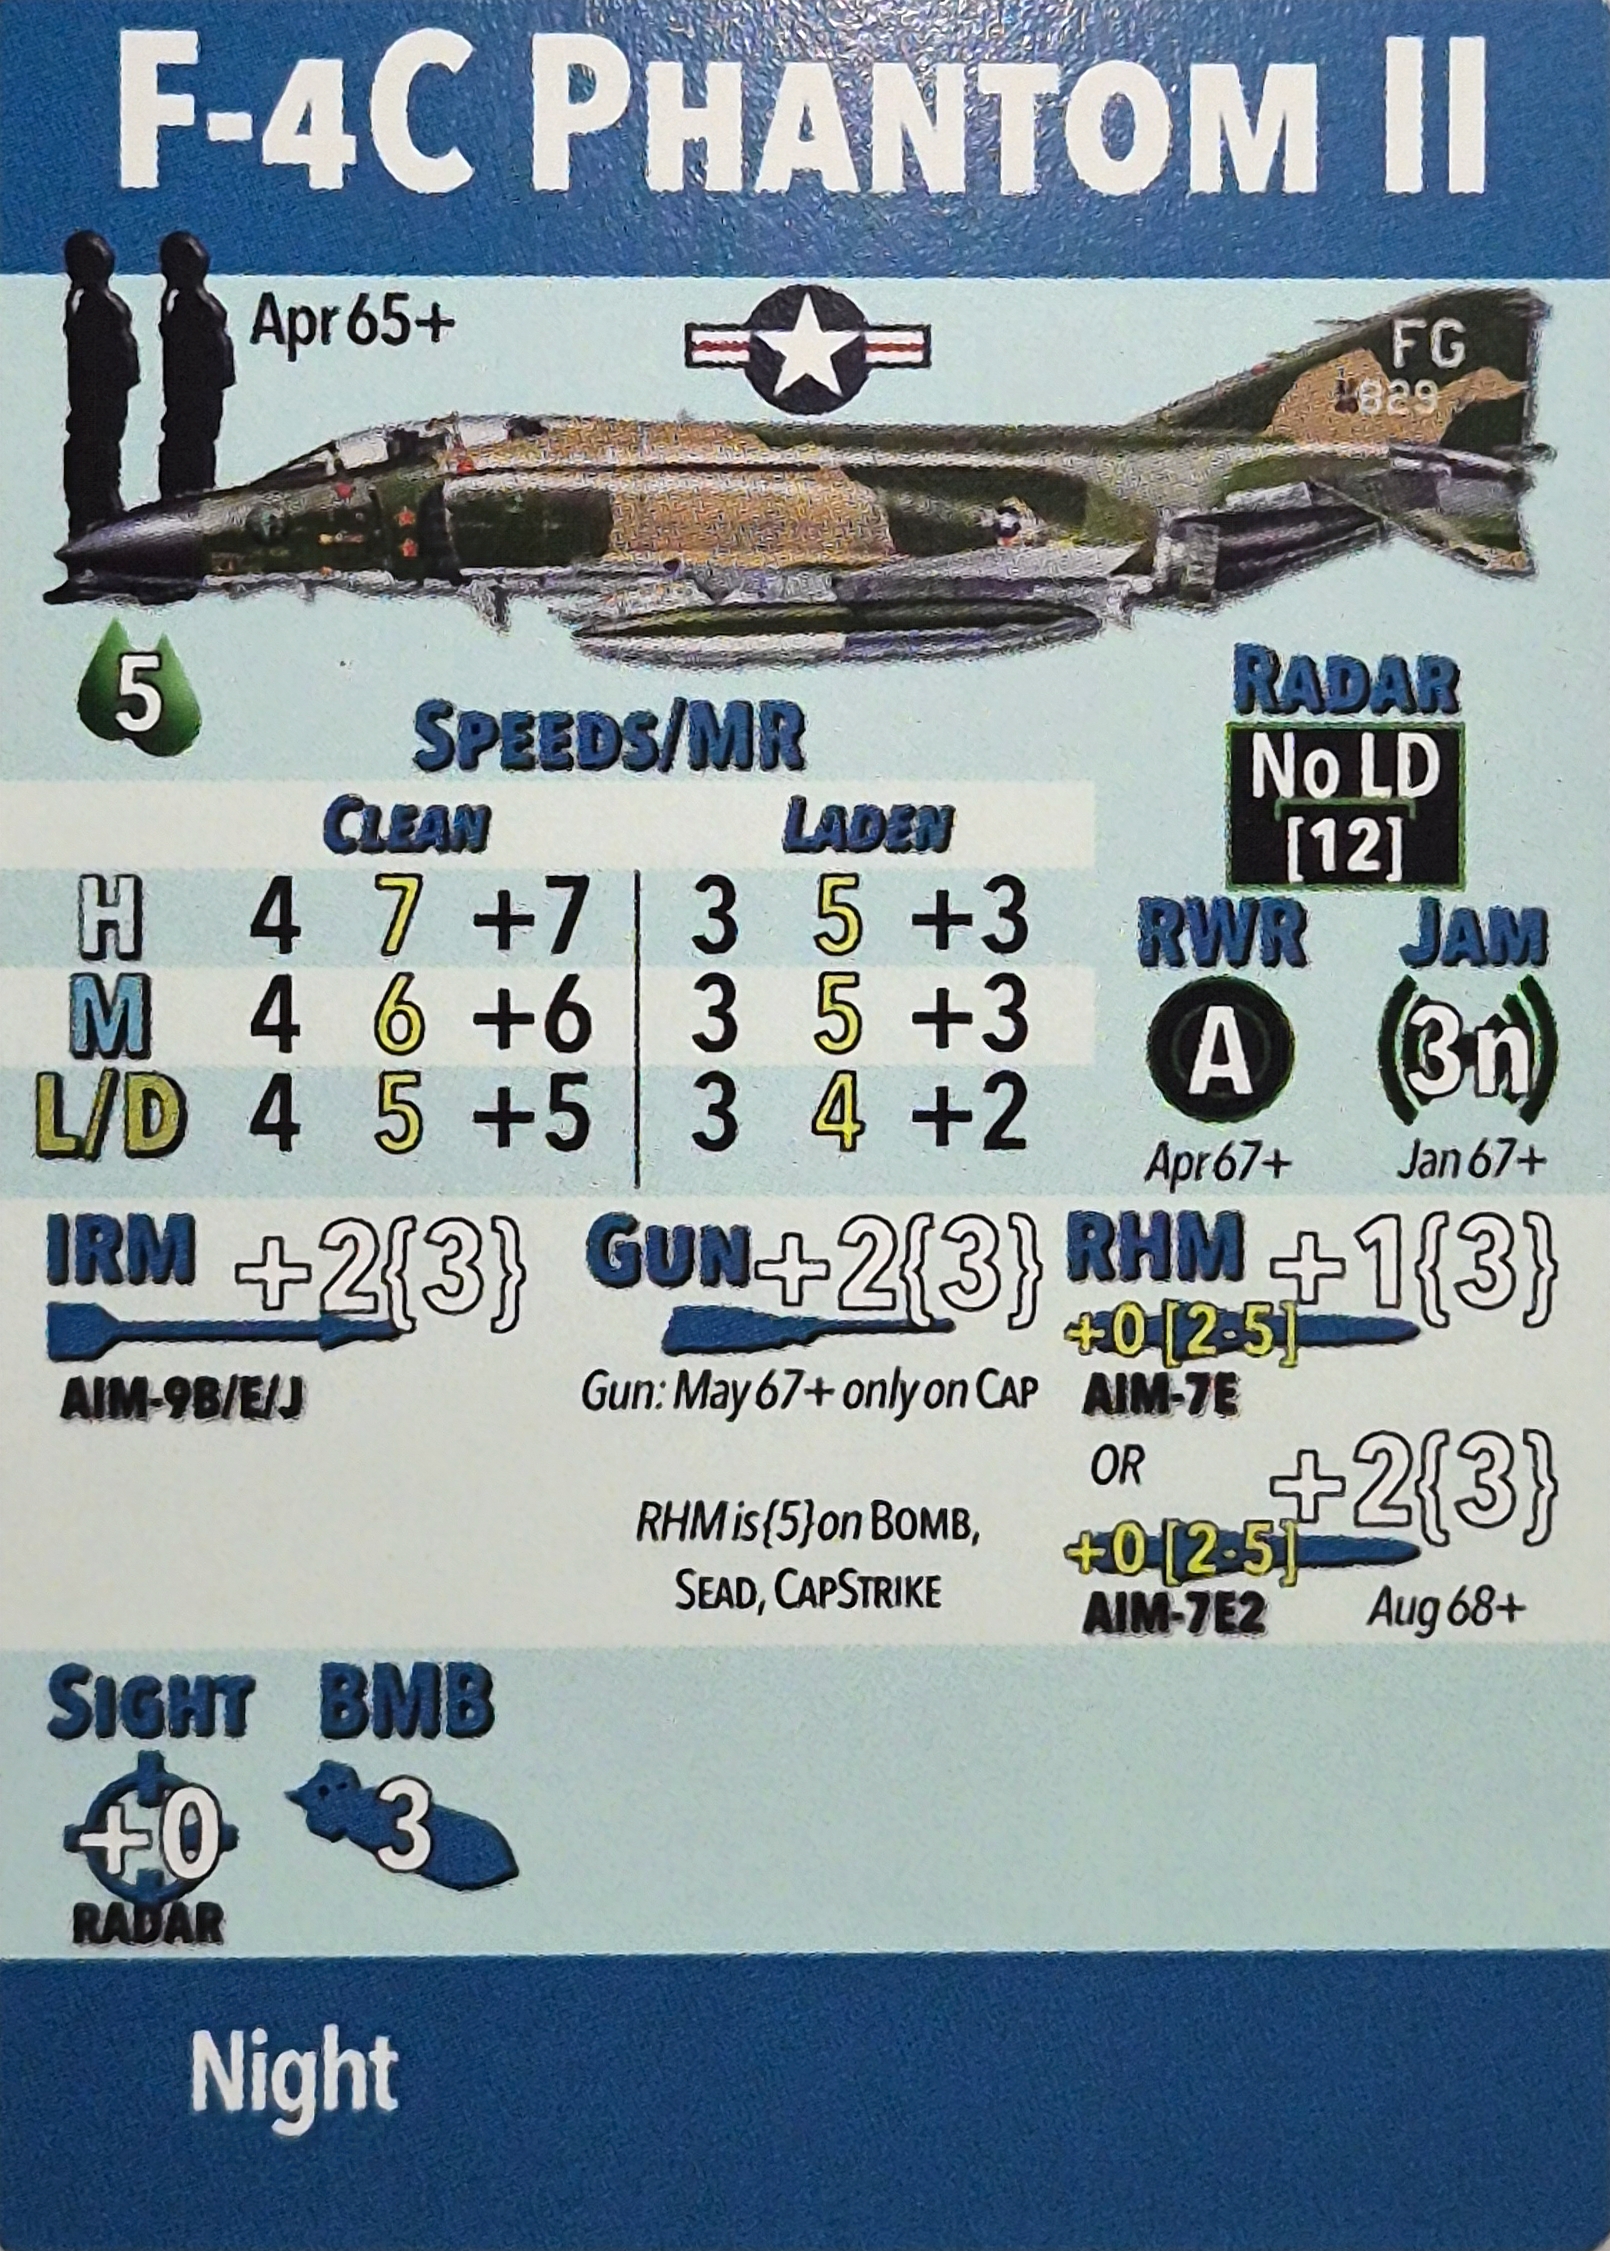 F-4C PHANTOM II
Apr 65+
FG
829
5
SPEEDS/MR
RADAR
No LD
[12]
CLEAN LADEN
H 4 7 +7 3 5 +3
M 4 6 +6 3 5 +3
L/D 4 5 +5 3 4 +2
RWR JAM
A (3n)
Apr 67+ Jan 67+
IRM +2{3}
AIM-9B/E/J
GUN +2{3}
Gun: May 67+ only on CAP
RHM is {5} on BOMB,
SEAD, CAPSTRIKE
RHM +1{3}
+0 [2-5]
AIM-7E
OR
+2{3}
+0 [2-5]
AIM-7E2 Aug 68+
SIGHT BMB
+0 3
RADAR
Night